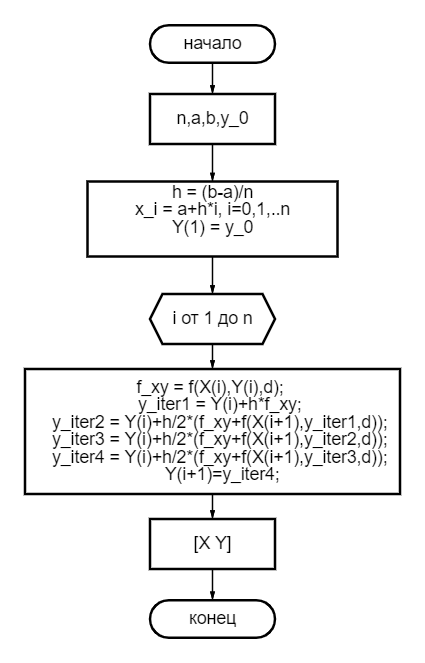 начало
n,a,b,y_0
h = (b-a)/n
x_i = a+h*i, i=0,1,..n
Y(1) = y_0
i от 1 до n
f_xy = f(X(i),Y(i),d);
y_iter1 = Y(i)+h*f_xy;
y_iter2 = Y(i)+h/2*(f_xy+f(X(i+1),y_iter1,d));
y_iter3 = Y(i)+h/2*(f_xy+f(X(i+1),y_iter2,d));
y_iter4 = Y(i)+h/2*(f_xy+f(X(i+1),y_iter3,d));
Y(i+1)=y_iter4;
[X Y]
конец